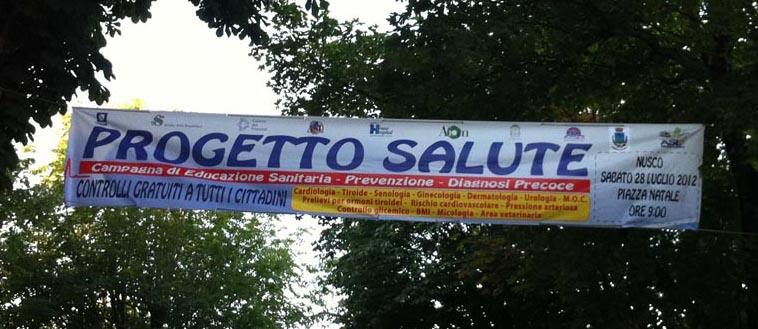 PROGETTO SALUTE
Campagna di Educazione Sanitaria - Prevenzione - Diagnosi Precoce
CONTROLLI GRATUITI A TUTTI I CITTADINI
Cardiologia - Tiroide - Senologia - Ginecologia - Dermatologia - Urologia - M.O.C.
Prelievi per ormoni tiroidei - Rischio cardiovascolare - Pressione arteriosa
Controllo glicemico - BMI - Micologia - Area veterinaria
NUSCO
SABATO 28 LUGLIO 2012
PIAZZA NATALE
ORE 9:00